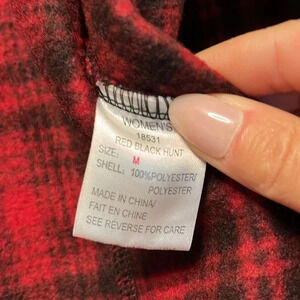 WOMEN'S
18531
RED BLACK HUNT
SIZE: M
SHELL: 100%POLYESTER/
POLYESTER
MADE IN CHINA/
FAIT EN CHINE
SEE REVERSE FOR CARE